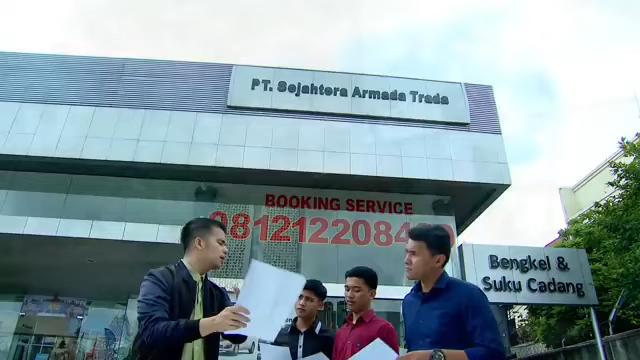 PT. Sejahtera Armada Trada
BOOKING SERVICE
Bengkel &
Suku Cadang